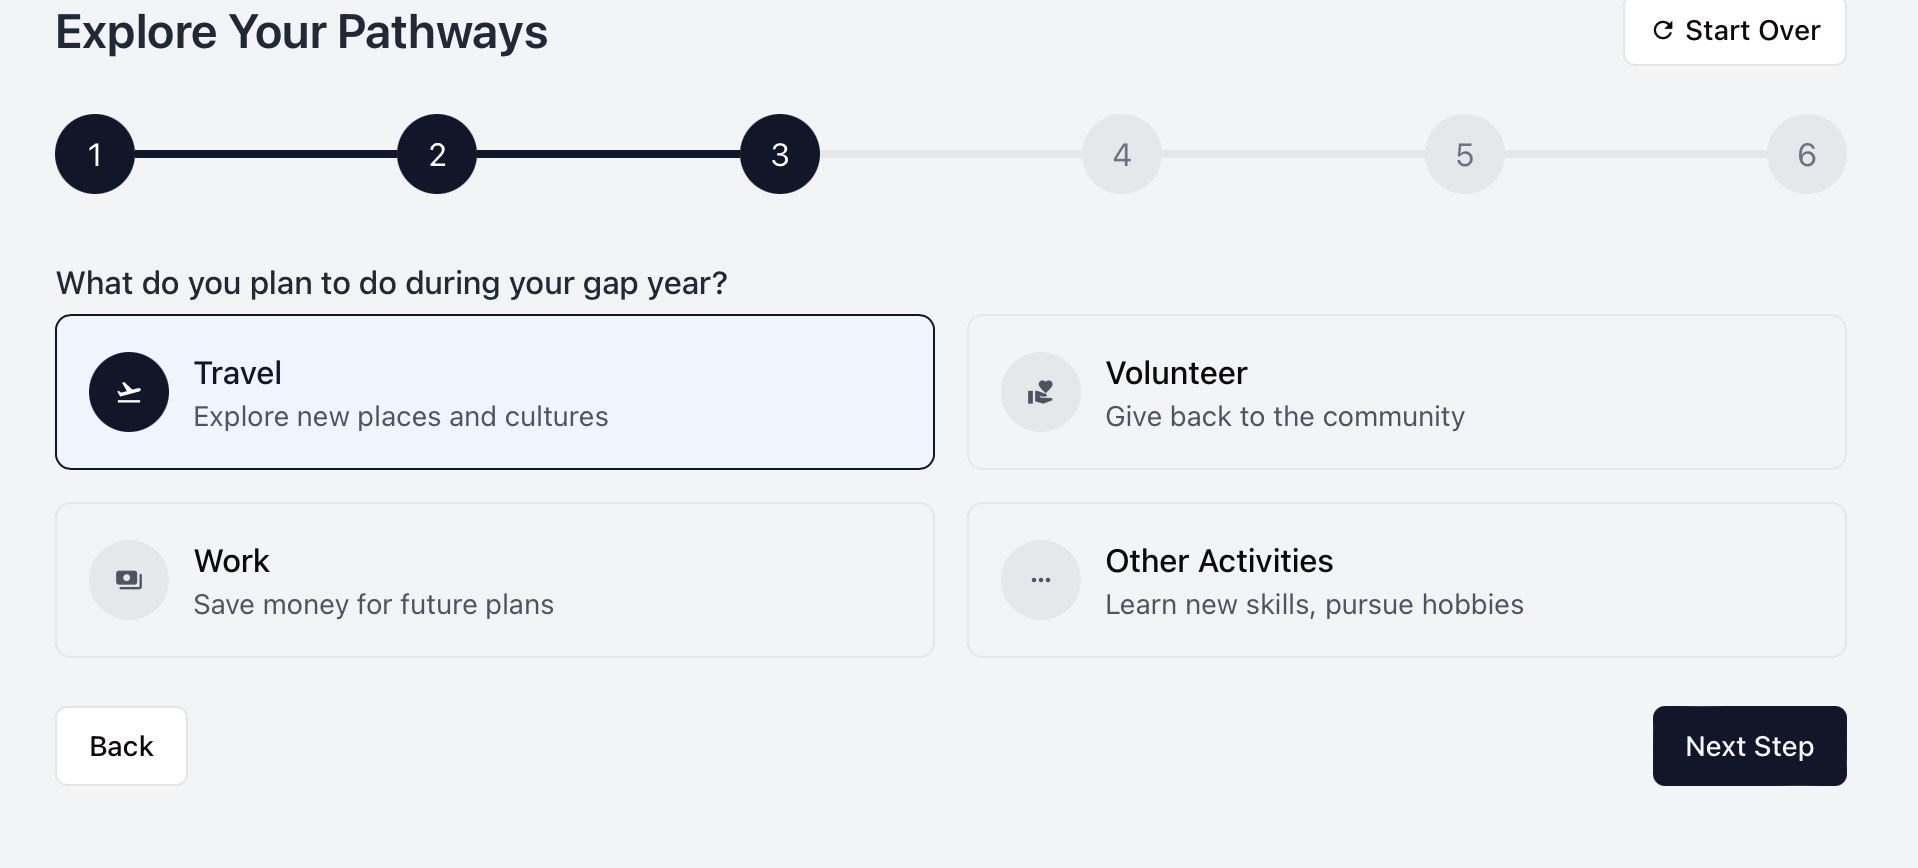 Explore Your Pathways
Start Over
1 2 3 4 5 6
What do you plan to do during your gap year?
Travel
Explore new places and cultures
Volunteer
Give back to the community
Work
Save money for future plans
Other Activities
Learn new skills, pursue hobbies
Back
Next Step